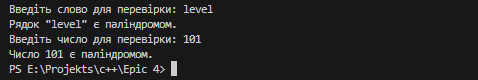 Введіть слово для перевірки: level
Рядок "level" є паліндромом.
Введіть число для перевірки: 101
Число 101 є паліндромом.
PS E:\Projekts\c++\Epic 4>